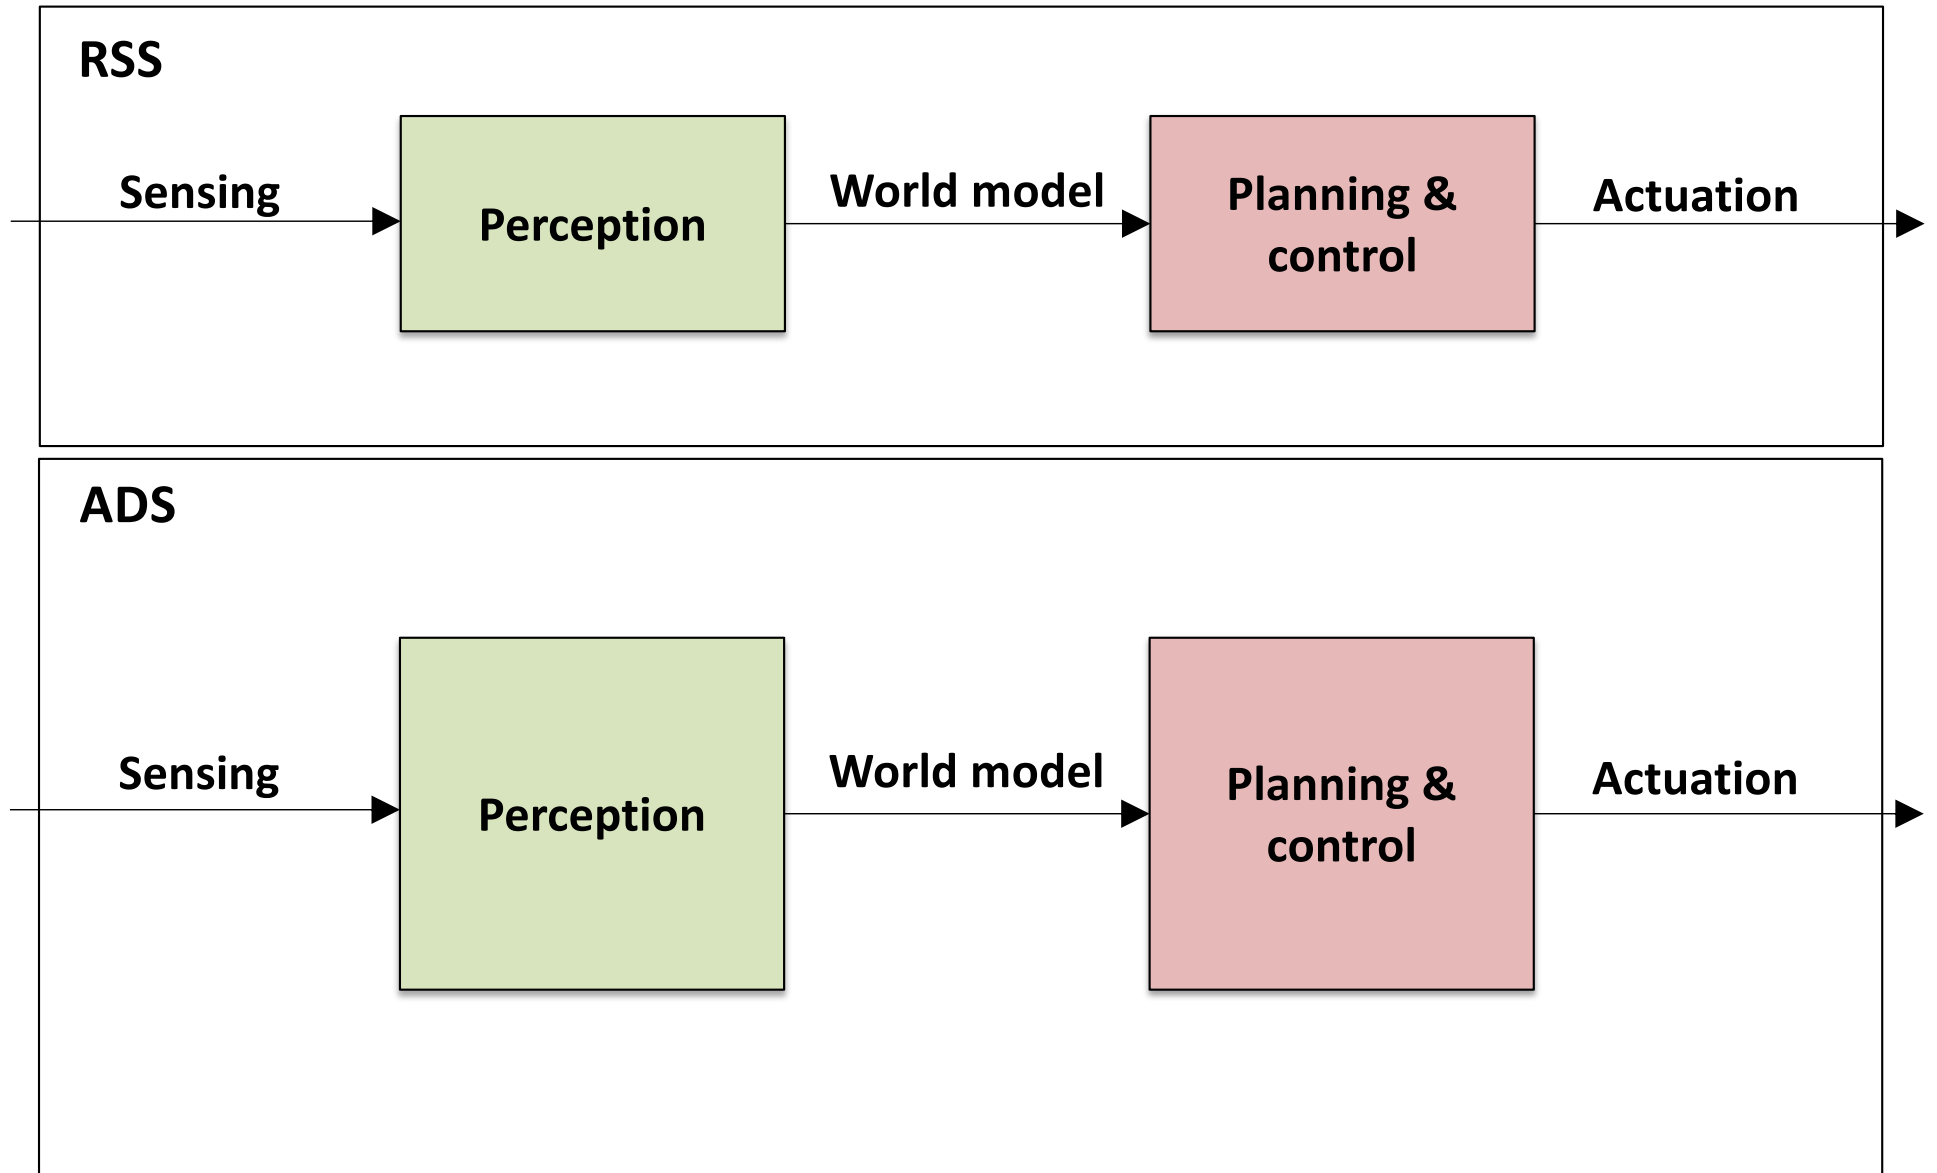 RSS
Sensing
Perception
World model
Planning &
control
Actuation
ADS
Sensing
Perception
World model
Planning &
control
Actuation